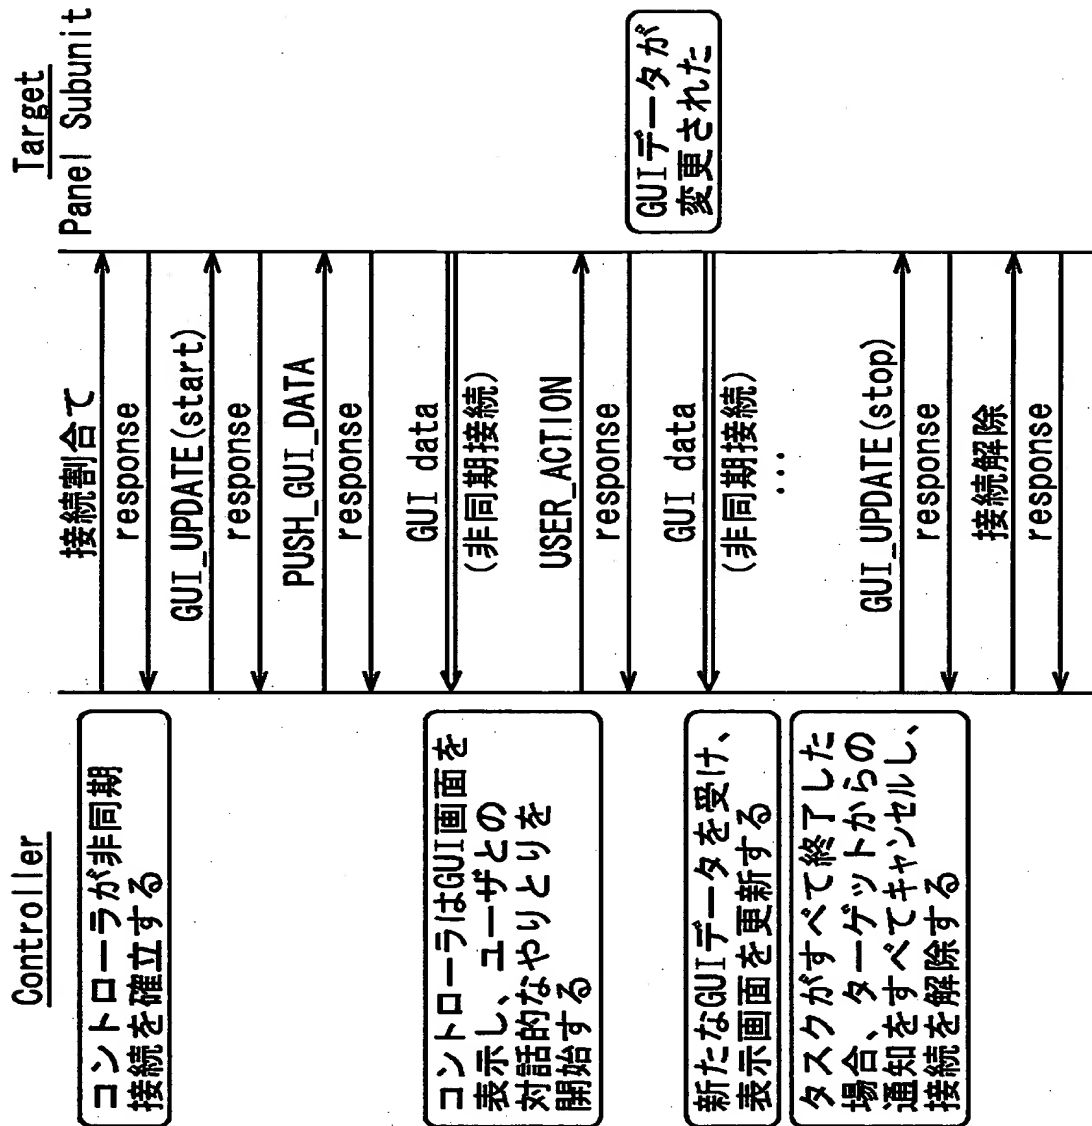 Controller
Target
Panel Subunit
コントローラが非同期
接続を確立する
接続割合て
response
GUI_UPDATE(start)
response
PUSH_GUI_DATA
response
GUI data
(非同期接続)
コントローラはGUI画面を
表示し、ユーザとの
対話的なやりとりを
開始する
USER_ACTION
response
GUIデータが
変更された
GUI data
(非同期接続)
新たなGUIデータを受け、
表示画面を更新する
...
タスクがすべて終了した
場合、ターゲットからの
通知をすべてキャンセルし、
接続を解除する
GUI_UPDATE(stop)
response
接続解除
response